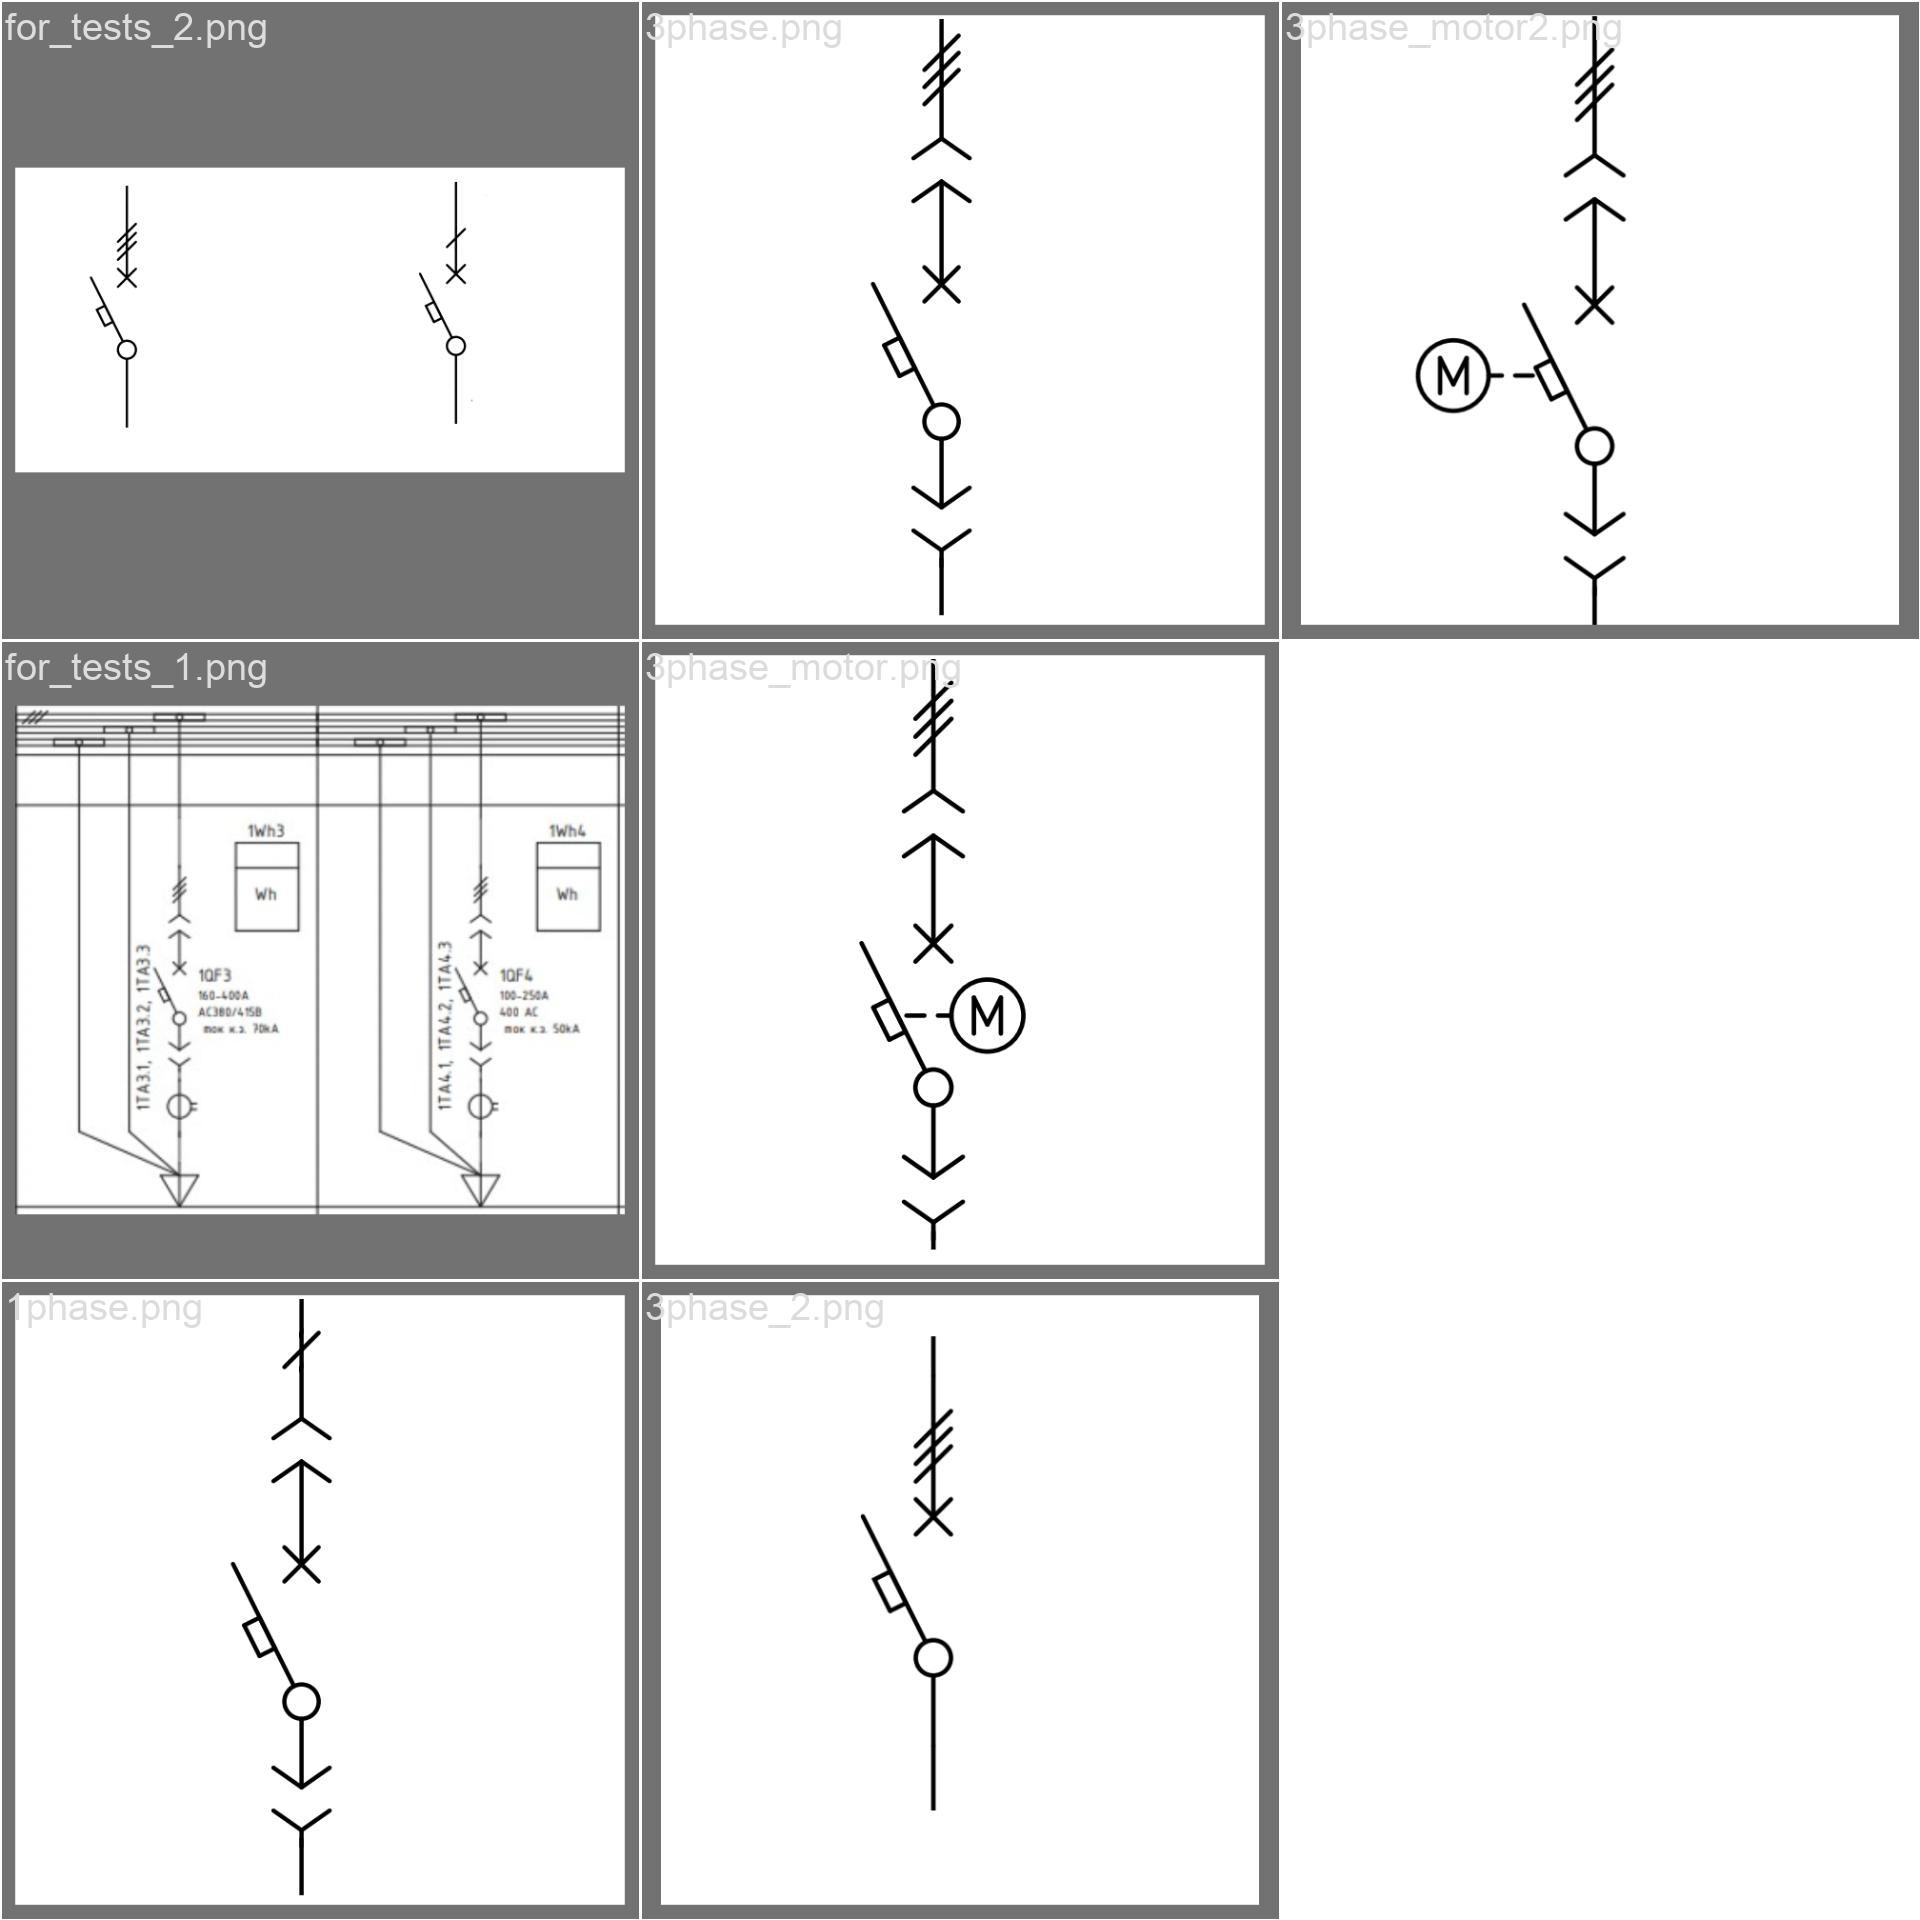 for_tests_2.png
3phase.png
3phase_motor2.png
M
for_tests_1.png
1Wh3
Wh
1TA3.1, 1TA3.2, 1TA3.3
1QF3
160-400A
AC380/415В
ток к.з. 70kA
1Wh4
Wh
1TA4.1, 1TA4.2, 1TA4.3
1QF4
100-250A
400 AC
ток к.з. 50kA
3phase_motor.png
M
1phase.png
3phase_2.png